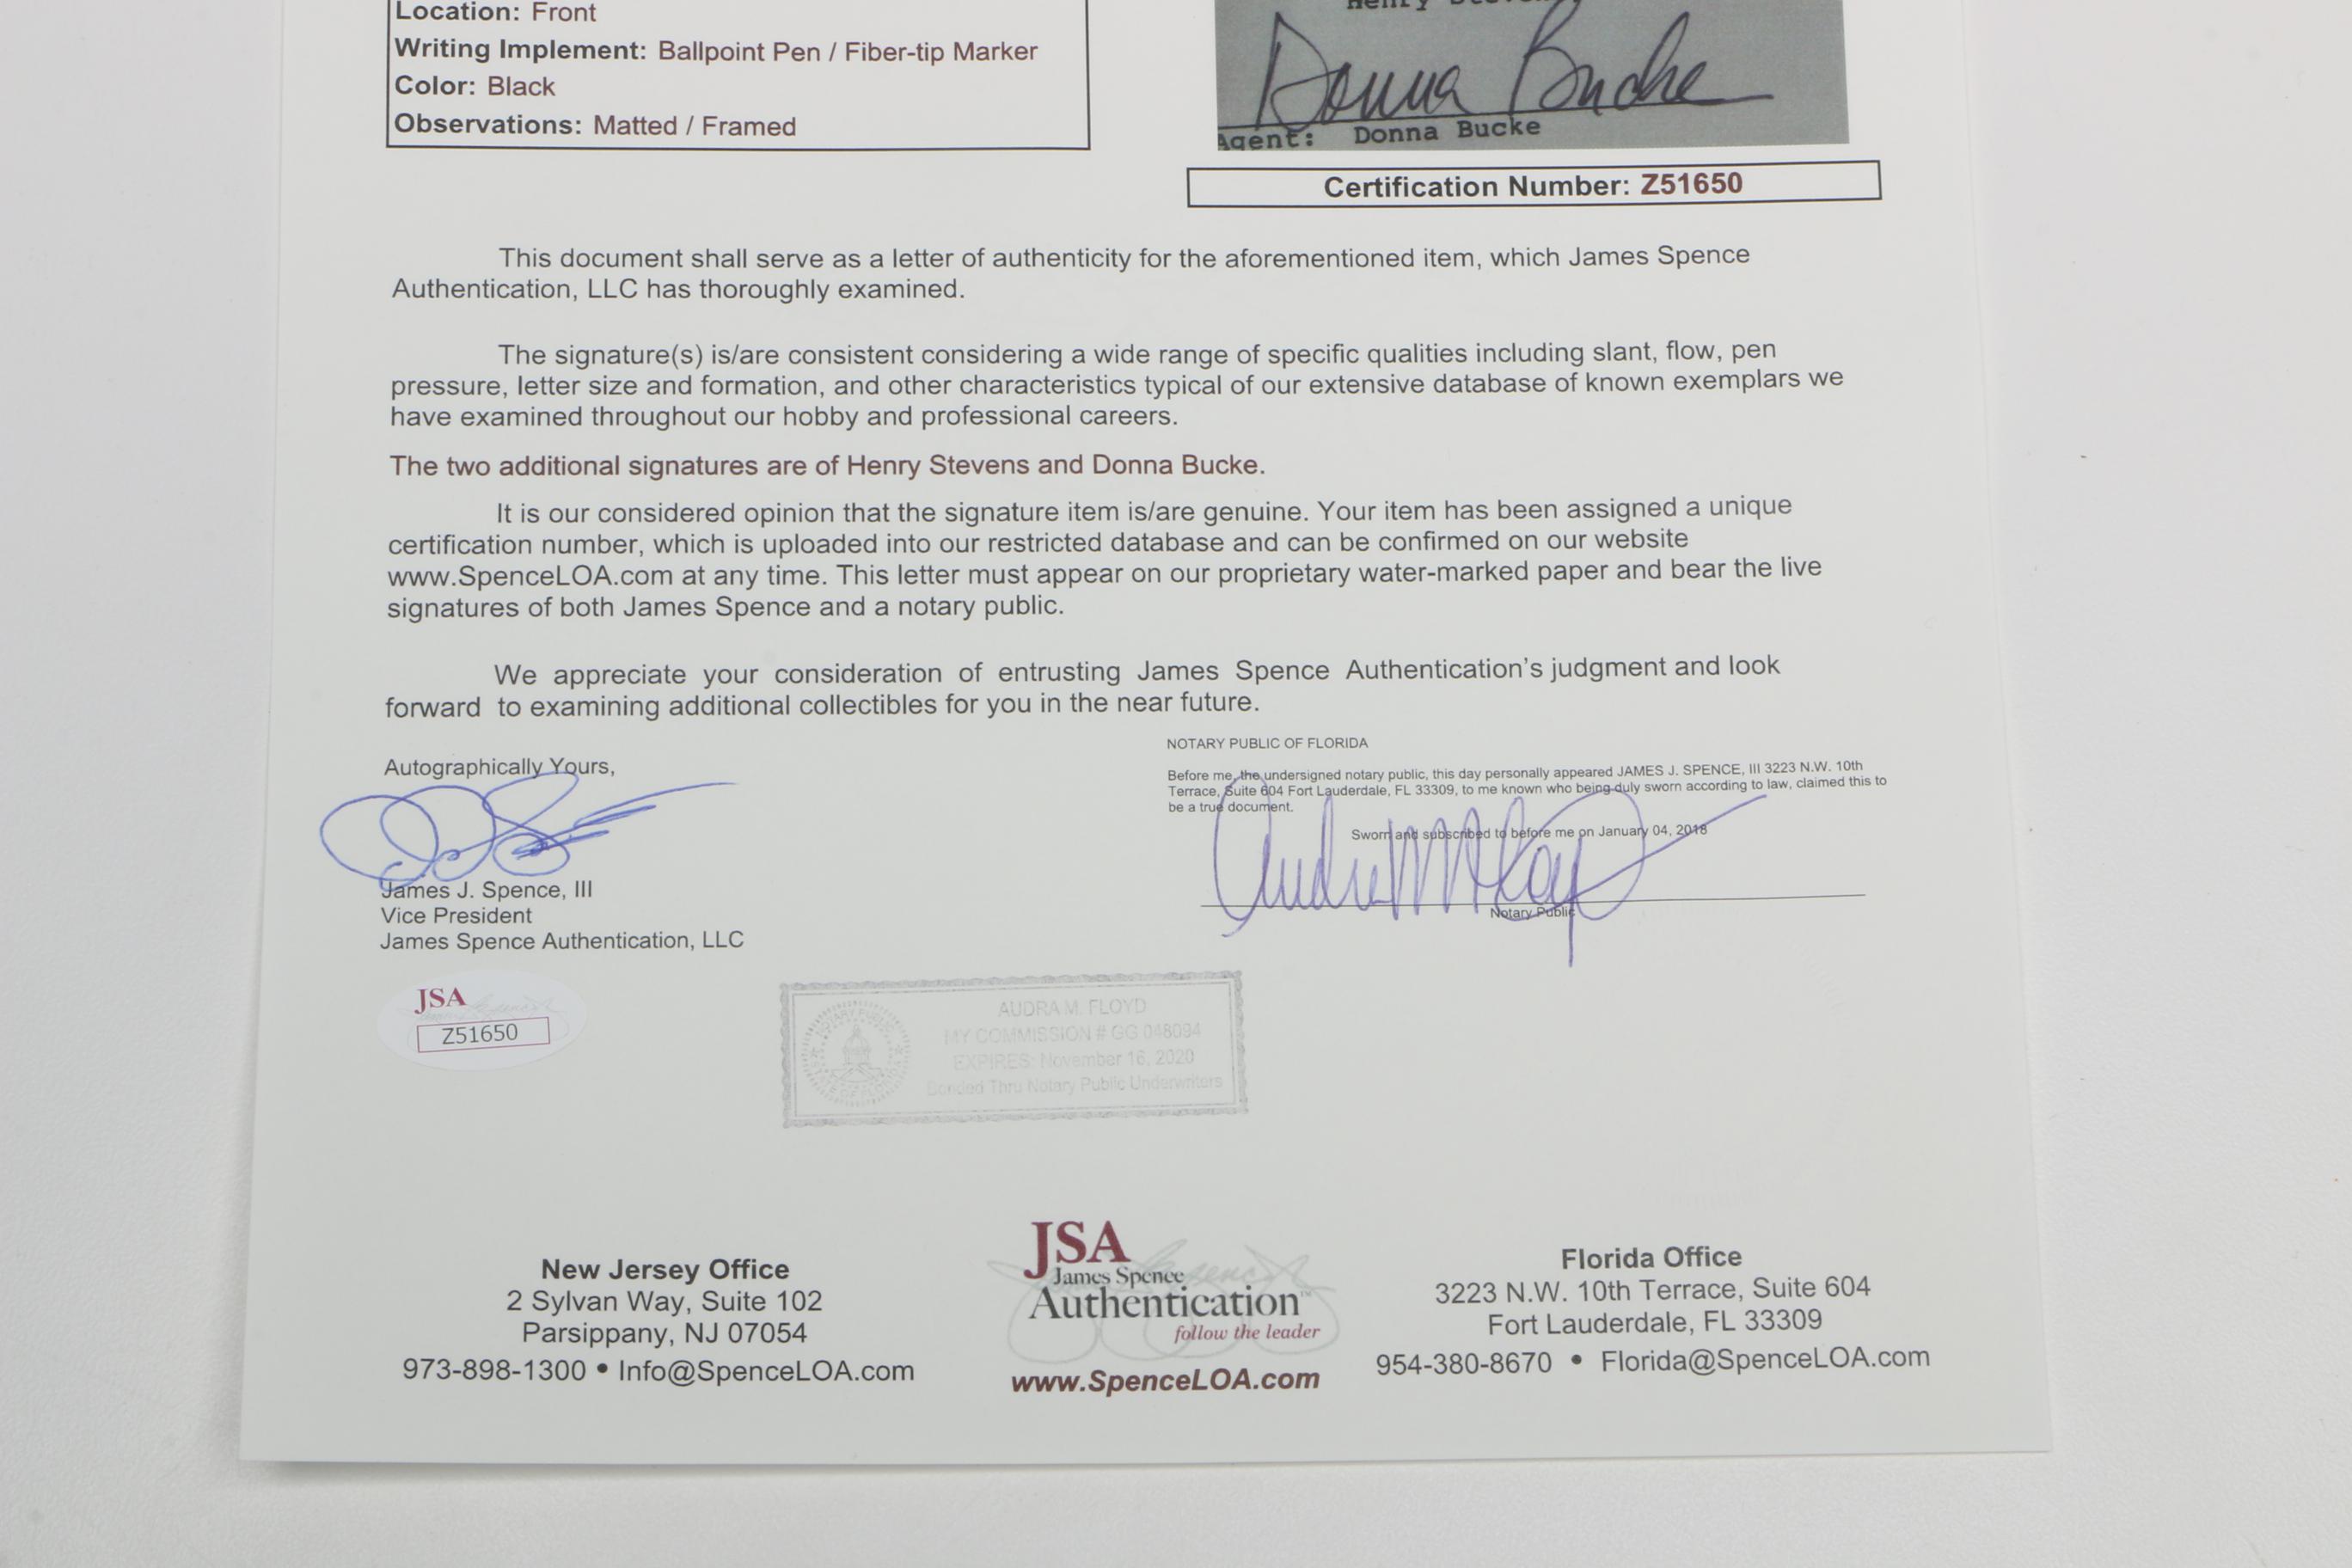 Location: Front
Writing Implement: Ballpoint Pen / Fiber-tip Marker
Color: Black
Observations: Matted / Framed
Henry
Donna Bucke
Agent: Donna Bucke
Certification Number: Z51650
This document shall serve as a letter of authenticity for the aforementioned item, which James Spence
Authentication, LLC has thoroughly examined.
The signature(s) is/are consistent considering a wide range of specific qualities including slant, flow, pen
pressure, letter size and formation, and other characteristics typical of our extensive database of known exemplars we
have examined throughout our hobby and professional careers.
The two additional signatures are of Henry Stevens and Donna Bucke.
It is our considered opinion that the signature item is/are genuine. Your item has been assigned a unique
certification number, which is uploaded into our restricted database and can be confirmed on our website
www.SpenceLOA.com at any time. This letter must appear on our proprietary water-marked paper and bear the live
signatures of both James Spence and a notary public.
We appreciate your consideration of entrusting James Spence Authentication's judgment and look
forward to examining additional collectibles for you in the near future.
Autographically Yours,
James J. Spence, III
Vice President
James Spence Authentication, LLC
NOTARY PUBLIC OF FLORIDA
Before me, the undersigned notary public, this day personally appeared JAMES J. SPENCE, III 3223 N.W. 10th
Terrace, Suite 604 Fort Lauderdale, FL 33309, to me known who being duly sworn according to law, claimed this to
be a true document.
Sworn and subscribed to before me on January 04, 2018
Notary Public
JSA
Z51650
AUDRA M. FLOYD
MY COMMISSION # GG 048094
EXPIRES: November 16, 2020
Bonded Thru Notary Public Underwriters
New Jersey Office
2 Sylvan Way, Suite 102
Parsippany, NJ 07054
973-898-1300 • Info@SpenceLOA.com
JSA
James Spence
Authentication™
follow the leader
www.SpenceLOA.com
Florida Office
3223 N.W. 10th Terrace, Suite 604
Fort Lauderdale, FL 33309
954-380-8670 • Florida@SpenceLOA.com